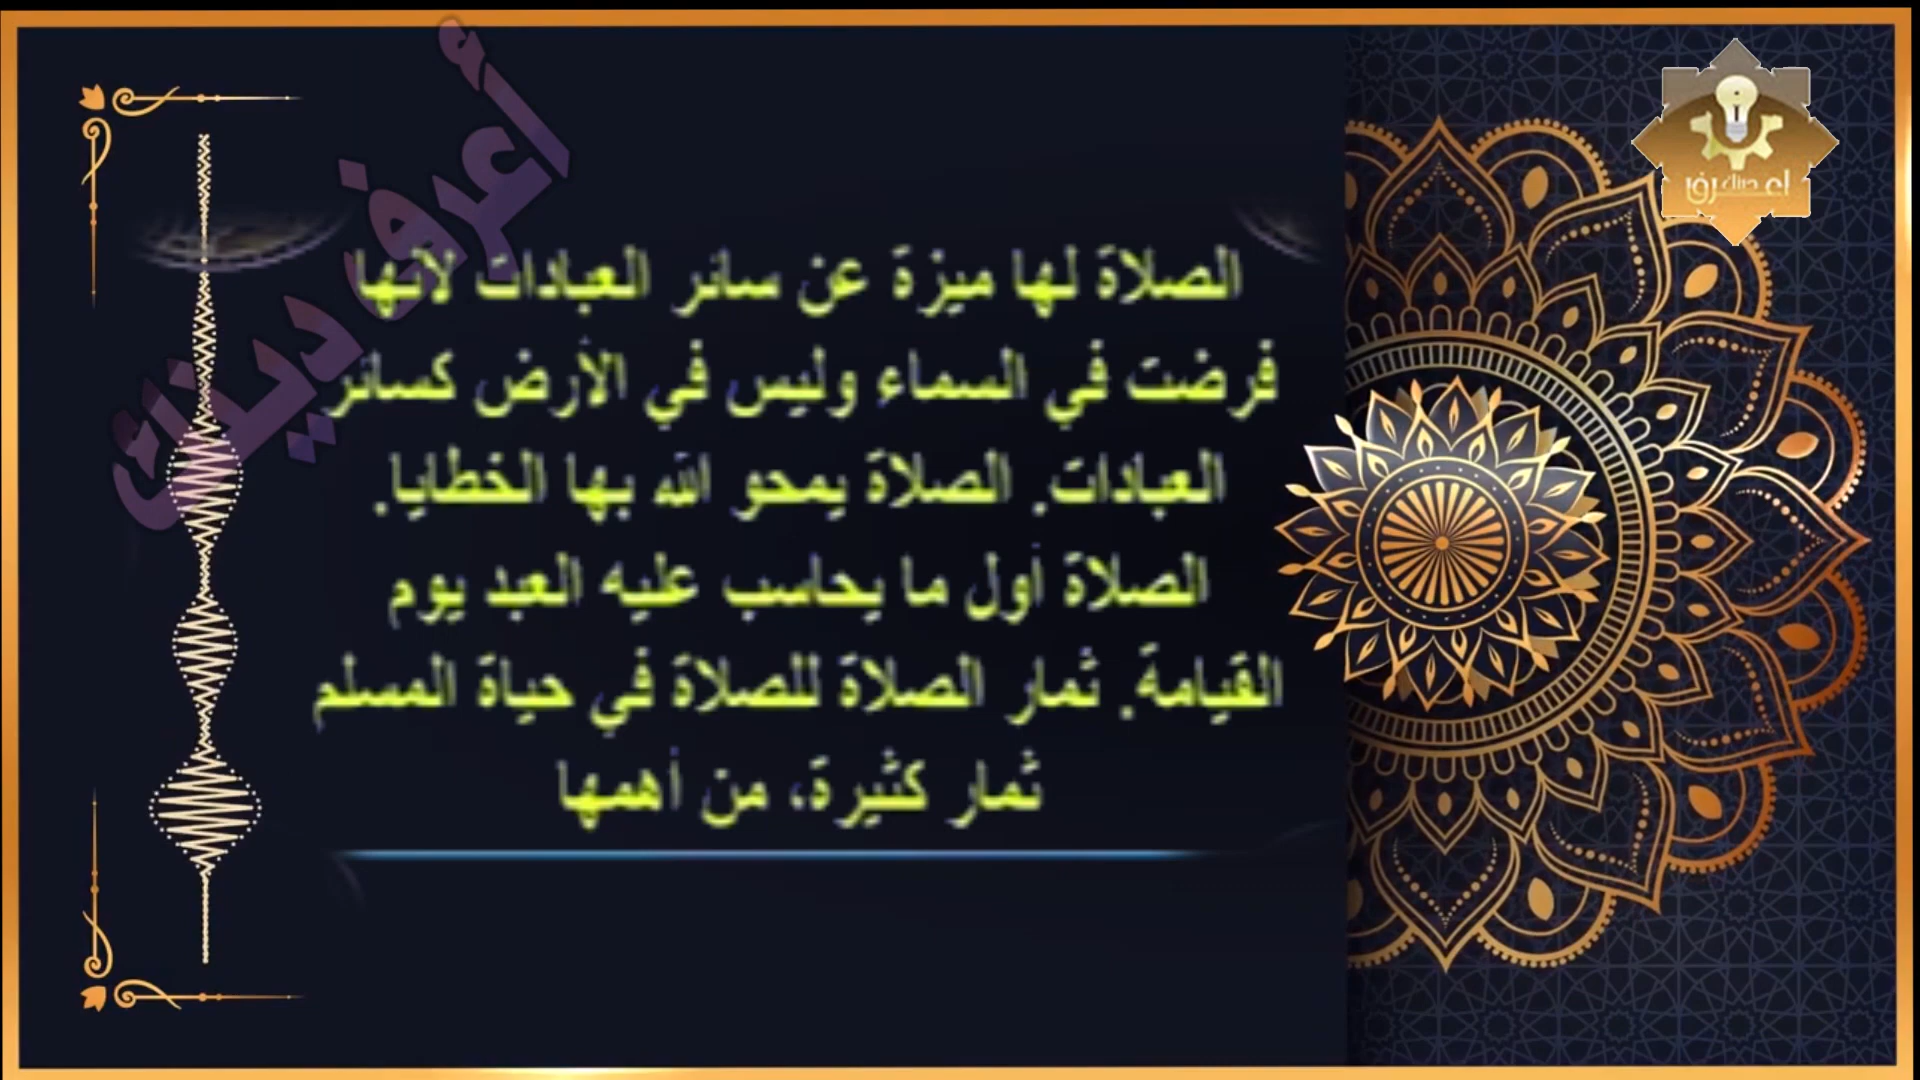 أعرف دينك
الصلاة لها ميزة عن سائر العبادات لأنها
فرضت في السماء وليس في الأرض كسائر
العبادات. الصلاة يمحو الله بها الخطايا.
الصلاة أول ما يحاسب عليه العبد يوم
القيامة. ثمار الصلاة للصلاة في حياة المسلم
ثمار كثيرة، من أهمها